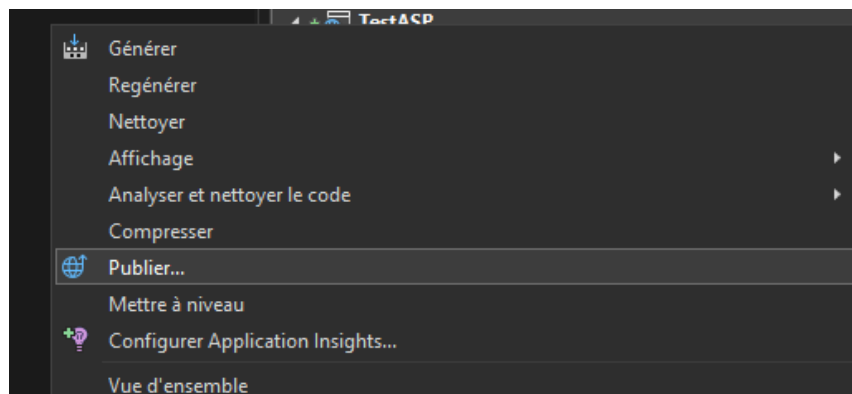 TestASP
Générer
Regénérer
Nettoyer
Affichage
Analyser et nettoyer le code
Compresser
Publier...
Mettre à niveau
Configurer Application Insights...
Vue d'ensemble